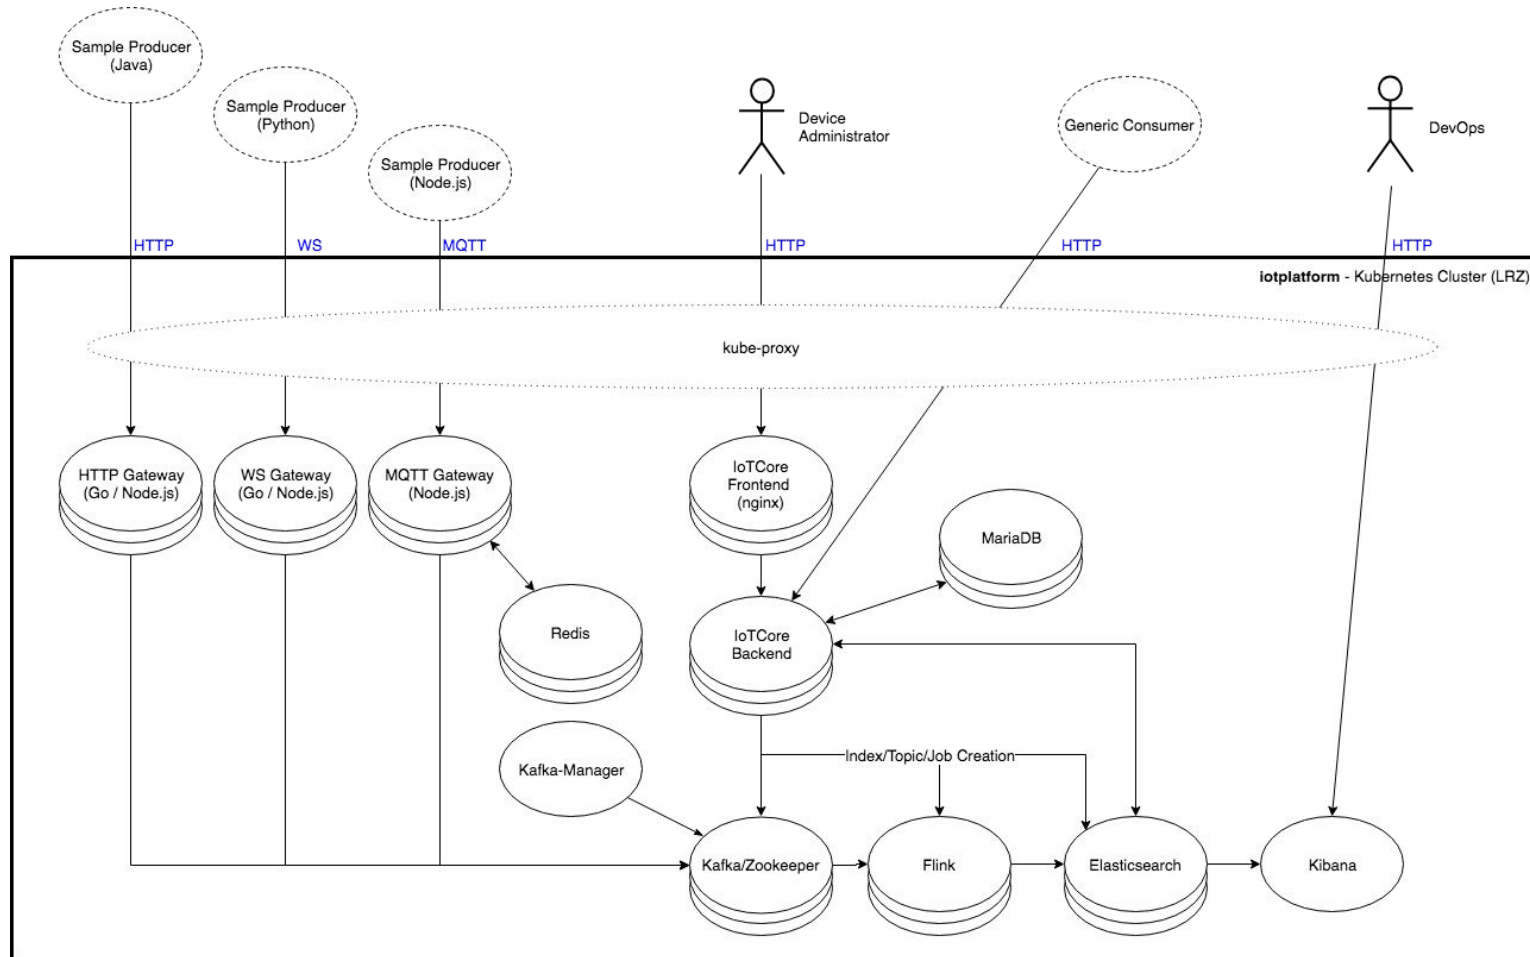 Sample Producer
(Java)
Sample Producer
(Python)
Sample Producer
(Node.js)
Device
Administrator
Generic Consumer
DevOps
HTTP
WS
MQTT
HTTP
HTTP
HTTP
iotplatform - Kubernetes Cluster (LRZ)
kube-proxy
HTTP Gateway
(Go / Node.js)
WS Gateway
(Go / Node.js)
MQTT Gateway
(Node.js)
IoTCore
Frontend
(nginx)
MariaDB
Redis
IoTCore
Backend
Kafka-Manager
Index/Topic/Job Creation
Kafka/Zookeeper
Flink
Elasticsearch
Kibana